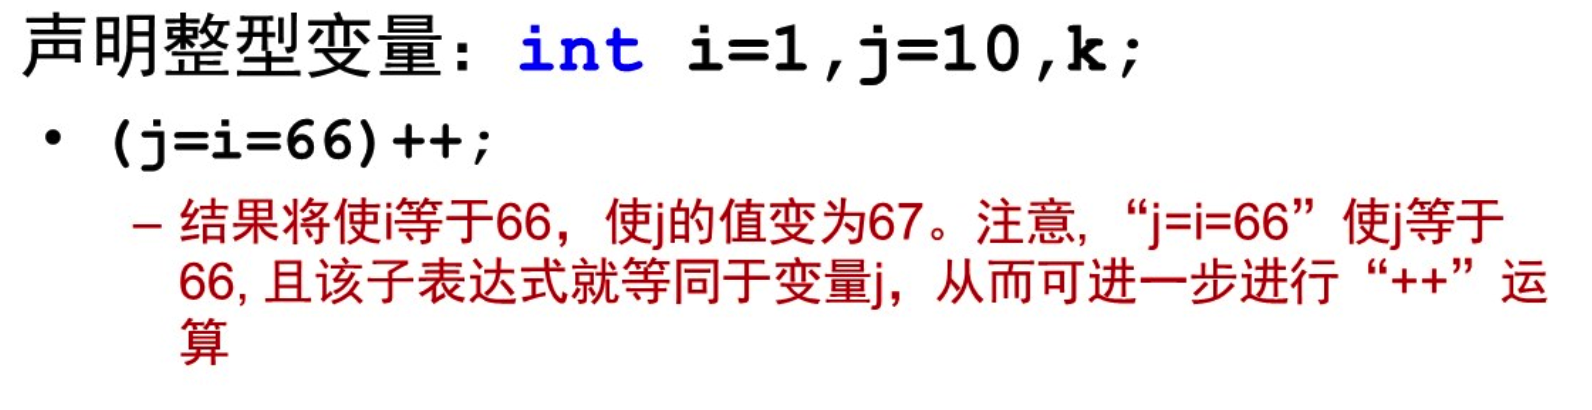 声明整型变量：int i=1,j=10,k;
• (j=i=66)++;
– 结果将使i等于66，使j的值变为67。注意，“j=i=66”使j等于
66, 且该子表达式就等同于变量j，从而可进一步进行“++”运
算